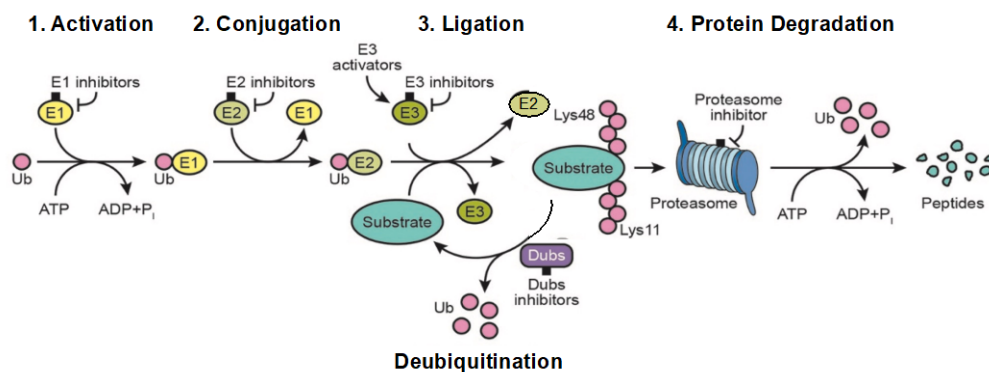 1. Activation
2. Conjugation
3. Ligation
4. Protein Degradation
E1 inhibitors
E1
Ub
Ub
E1
ATP
ADP+Pi
E2 inhibitors
E2
E1
Ub
E2
E3
activators
E3 inhibitors
E3
E2
E3
Substrate
Lys48
Substrate
Lys11
Dubs
Dubs
inhibitors
Ub
Deubiquitination
Proteasome
inhibitor
Proteasome
Ub
ATP
ADP+Pi
Peptides